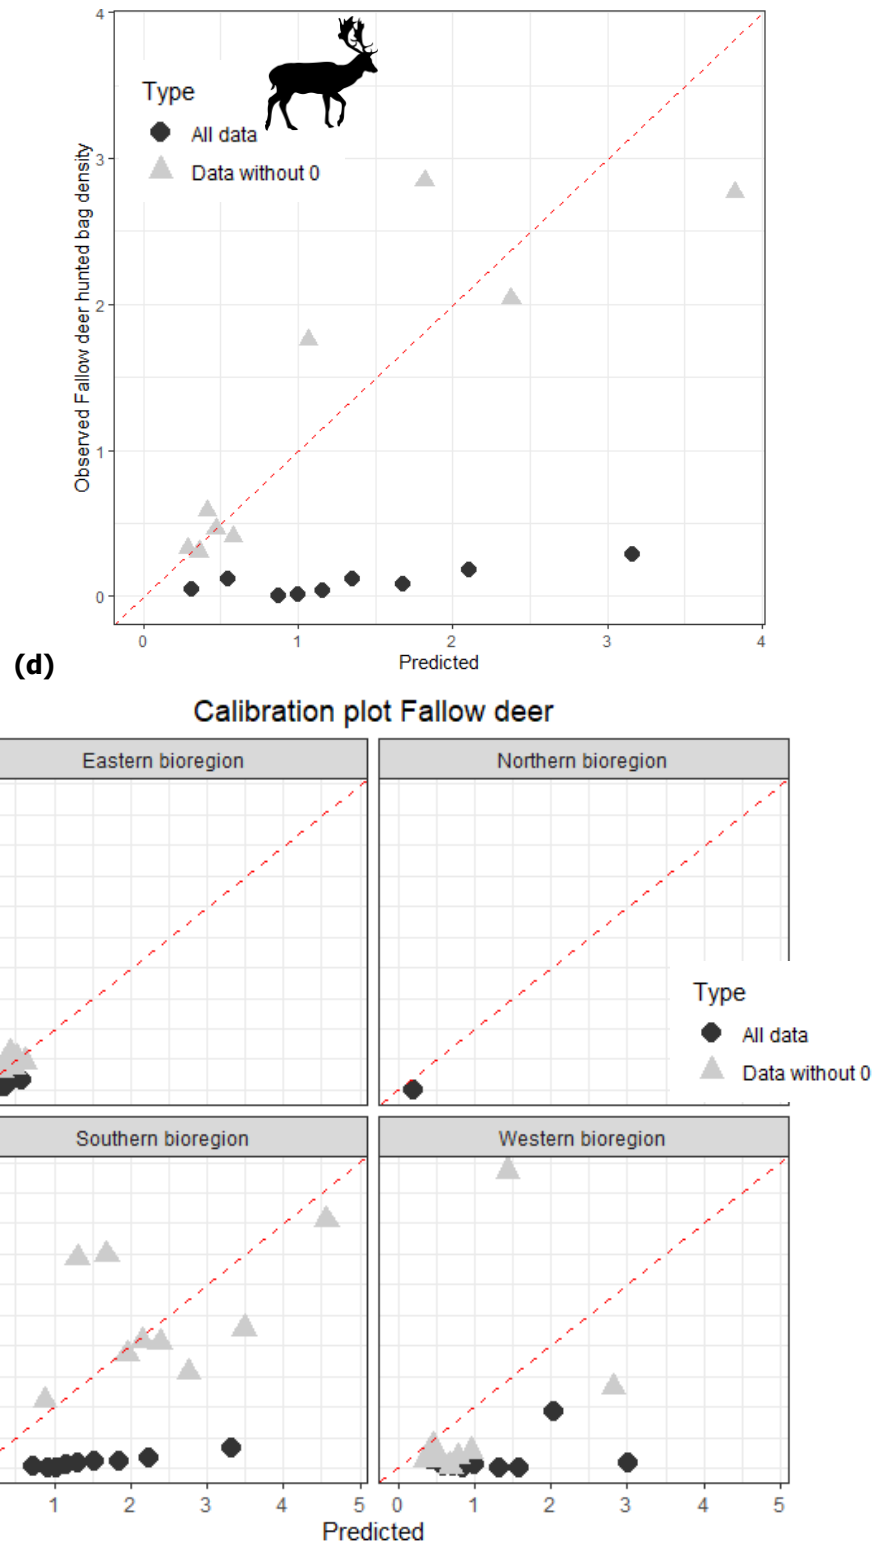 4
Type
All data
Data without 0
3
2
1
0
Observed Fallow deer hunted bag density
0 1 2 3 4
Predicted
(d)
Calibration plot Fallow deer
Eastern bioregion Northern bioregion
Type
All data
Data without 0
Southern bioregion Western bioregion
1 2 3 4 5 0 1 2 3 4 5
Predicted